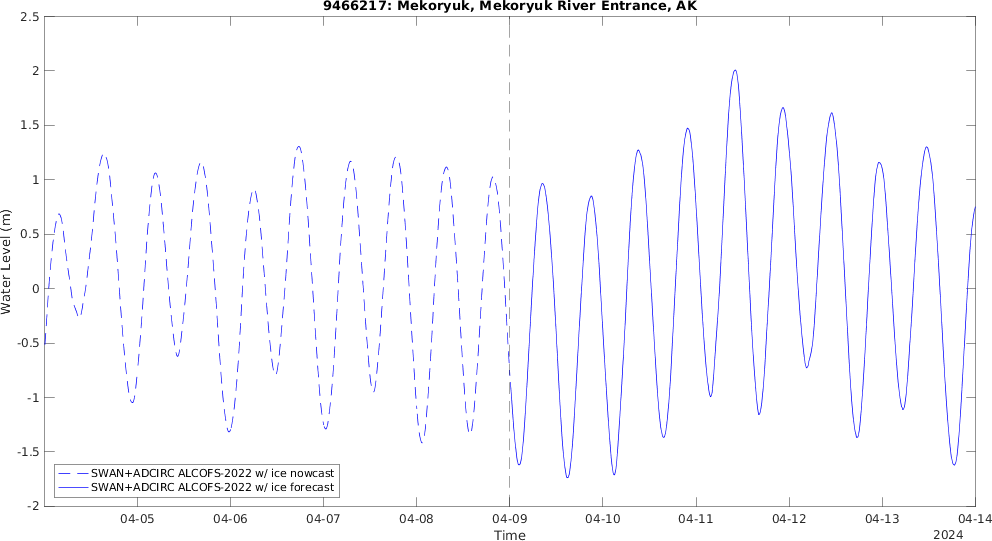 9466217: Mekoryuk, Mekoryuk River Entrance, AK
2.5
2
1.5
1
0.5
0
-0.5
-1
-1.5
-2
Water Level (m)
SWAN+ADCIRC ALCOFS-2022 w/ ice nowcast
SWAN+ADCIRC ALCOFS-2022 w/ ice forecast
04-05 04-06 04-07 04-08 04-09 04-10 04-11 04-12 04-13 04-14
Time
2024